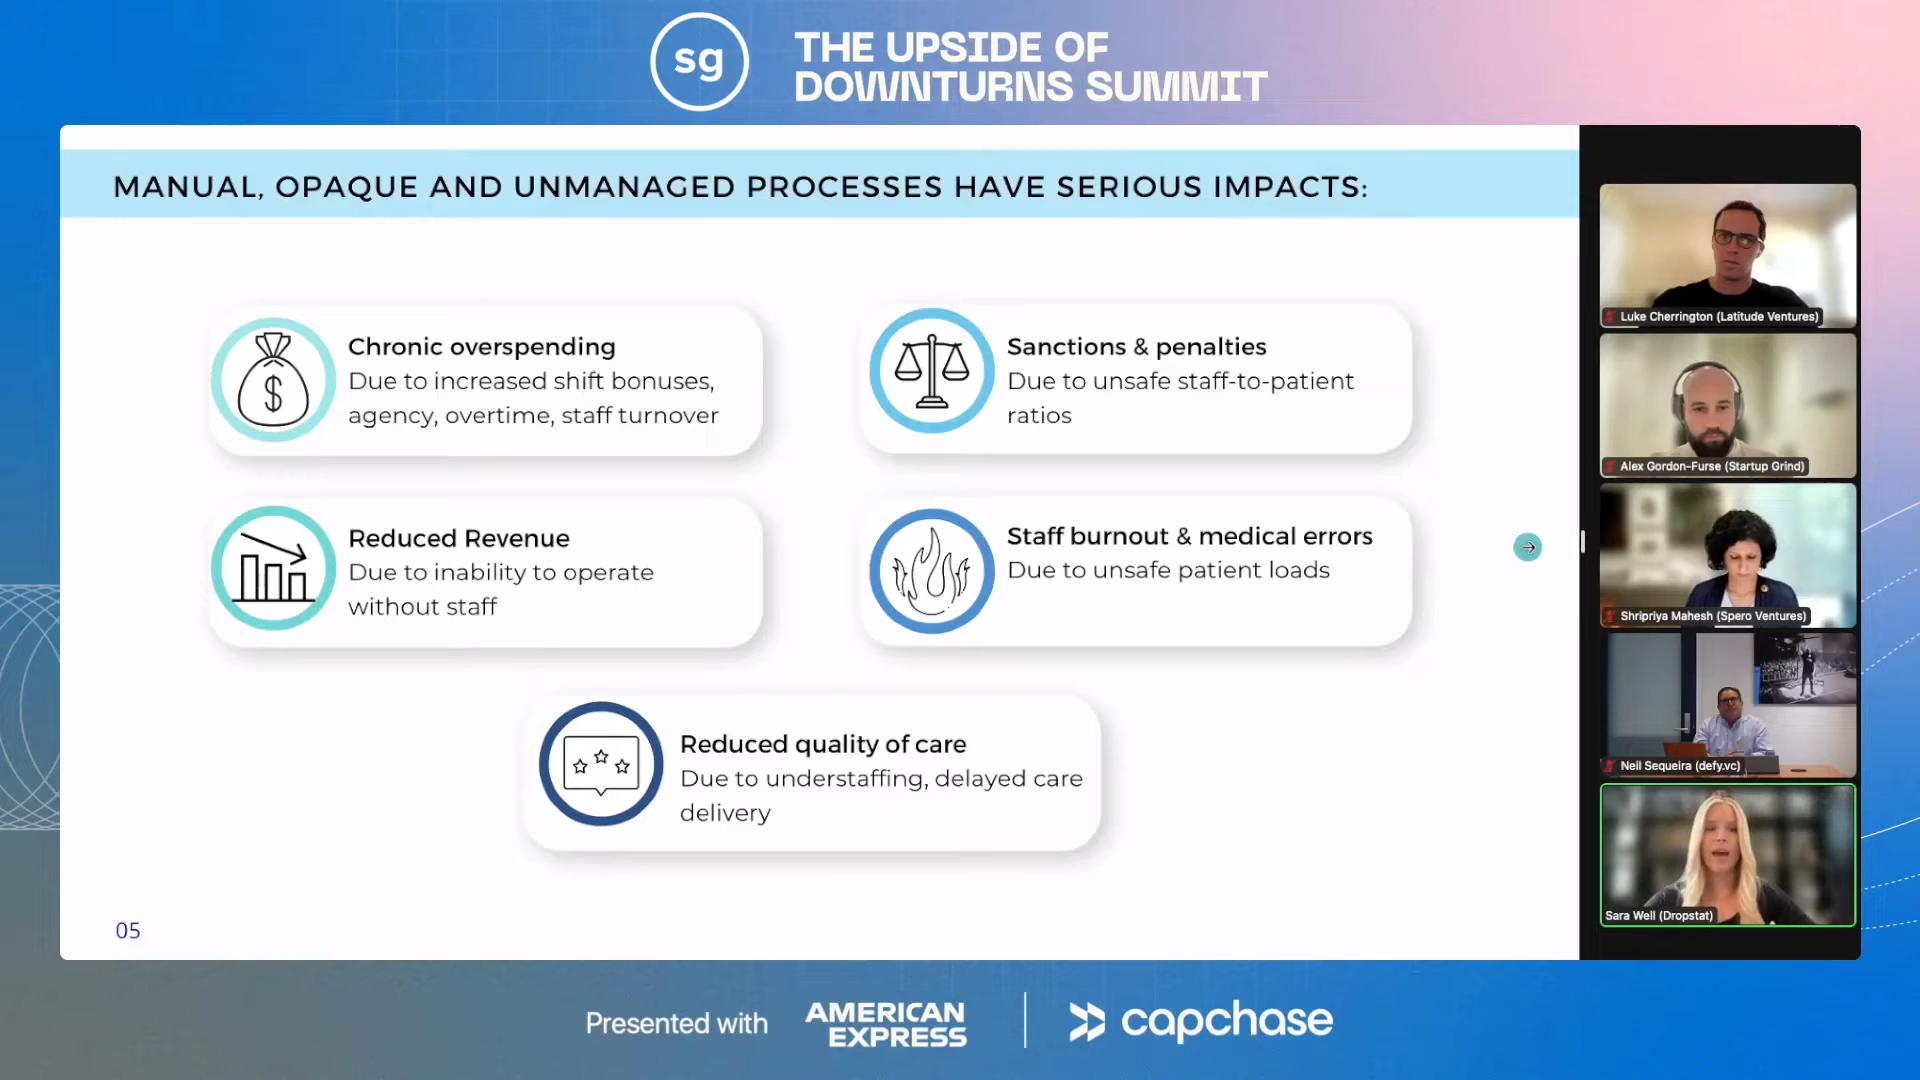 sg
THE UPSIDE OF
DOWNTURNS SUMMIT
MANUAL, OPAQUE AND UNMANAGED PROCESSES HAVE SERIOUS IMPACTS:
$
Chronic overspending
Due to increased shift bonuses,
agency, overtime, staff turnover
Sanctions & penalties
Due to unsafe staff-to-patient
ratios
Reduced Revenue
Due to inability to operate
without staff
Staff burnout & medical errors
Due to unsafe patient loads
Reduced quality of care
Due to understaffing, delayed care
delivery
05
Luke Cherrington (Latitude Ventures)
Alex Gordon-Furse (Startup Grind)
Shripriya Mahesh (Spero Ventures)
Neil Sequeira (defy.vc)
Sara Well (Dropstat)
Presented with
AMERICAN
EXPRESS
capchase